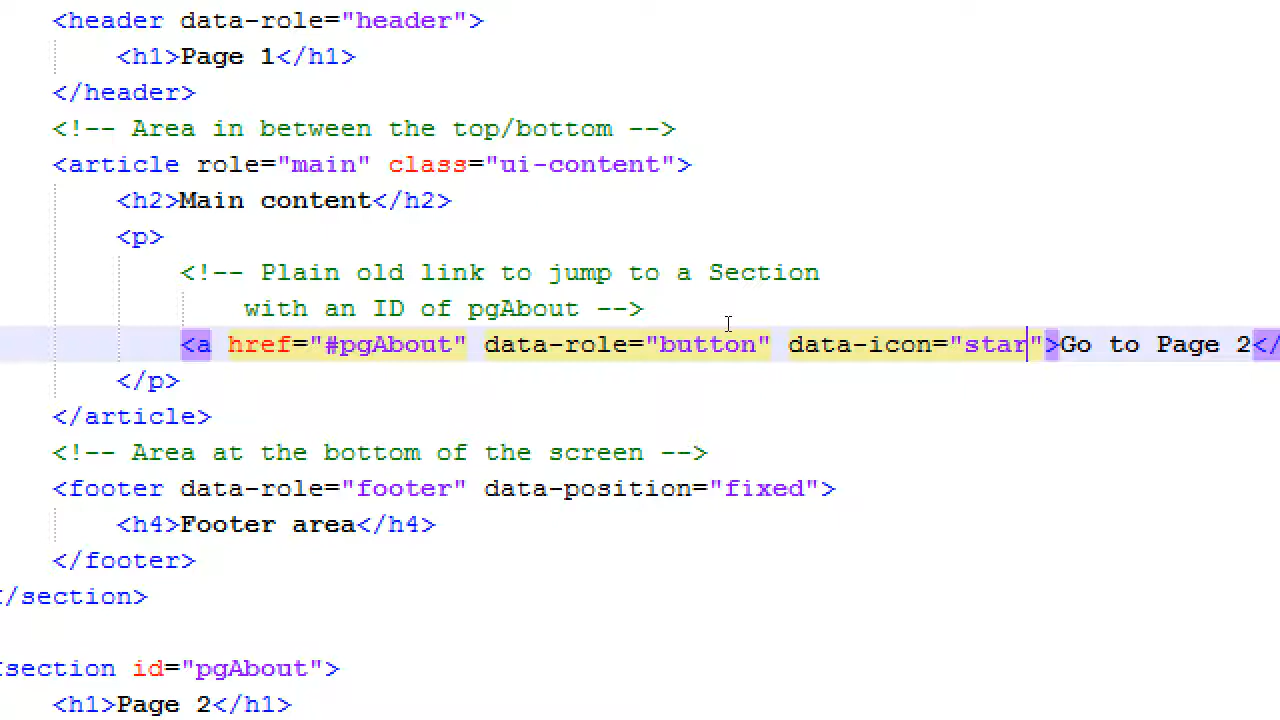 <header data-role="header">
<h1>Page 1</h1>
</header>
<!-- Area in between the top/bottom -->
<article role="main" class="ui-content">
<h2>Main content</h2>
<p>
<!-- Plain old link to jump to a Section
with an ID of pgAbout -->
<a href="#pgAbout" data-role="button" data-icon="star">Go to Page 2</
</p>
</article>
<!-- Area at the bottom of the screen -->
<footer data-role="footer" data-position="fixed">
<h4>Footer area</h4>
</footer>
/section>

section id="pgAbout">
<h1>Page 2</h1>